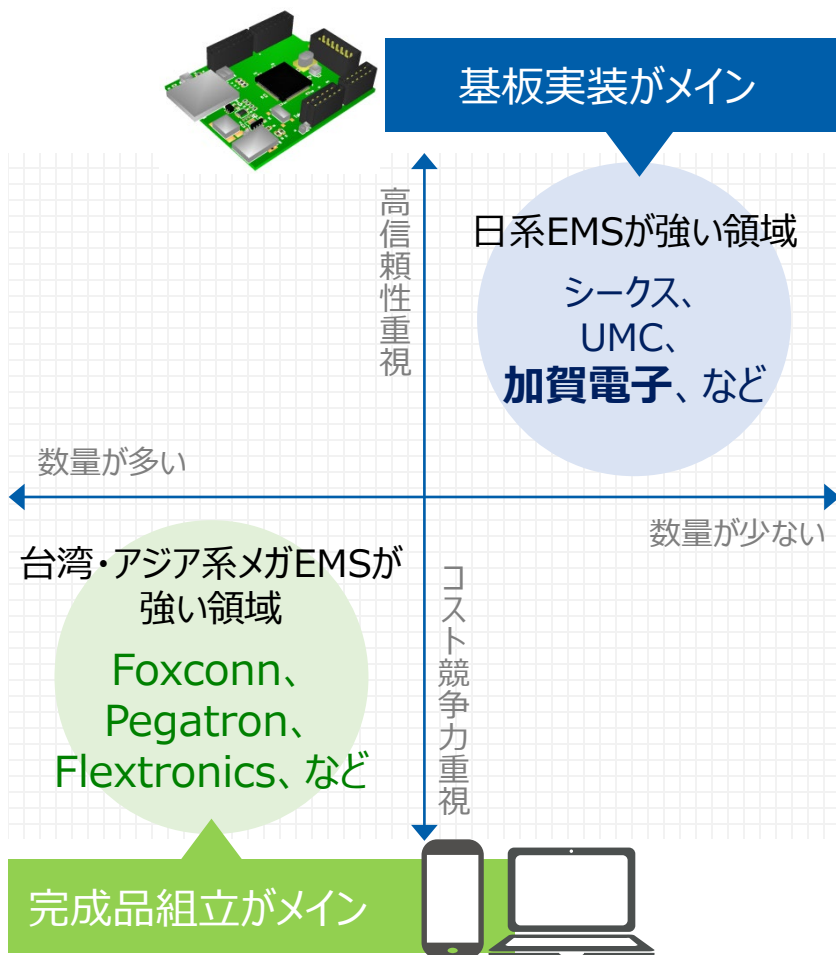 基板実装がメイン
高信頼性重視
日系EMSが強い領域
シークス、
UMC、
加賀電子、など
数量が多い
数量が少ない
台湾・アジア系メガEMSが
強い領域
Foxconn、
Pegatron、
Flextronics、など
コスト競争力重視
完成品組立がメイン